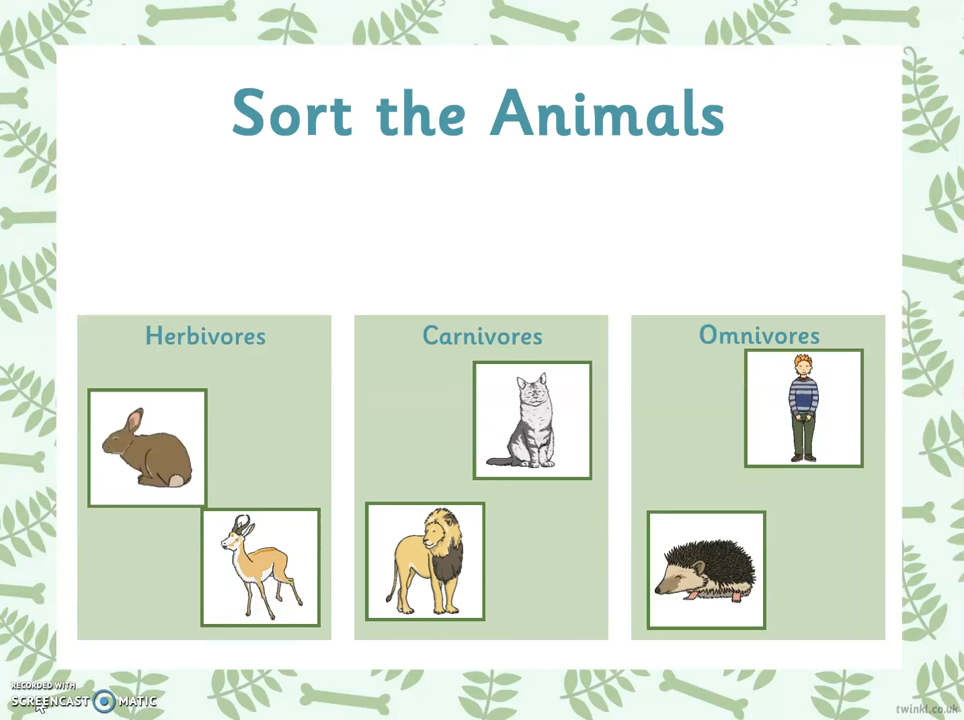 Sort the Animals
Herbivores
Carnivores
Omnivores
RECORDED WITH
SCREENCAST MATIC
twinkl.co.uk